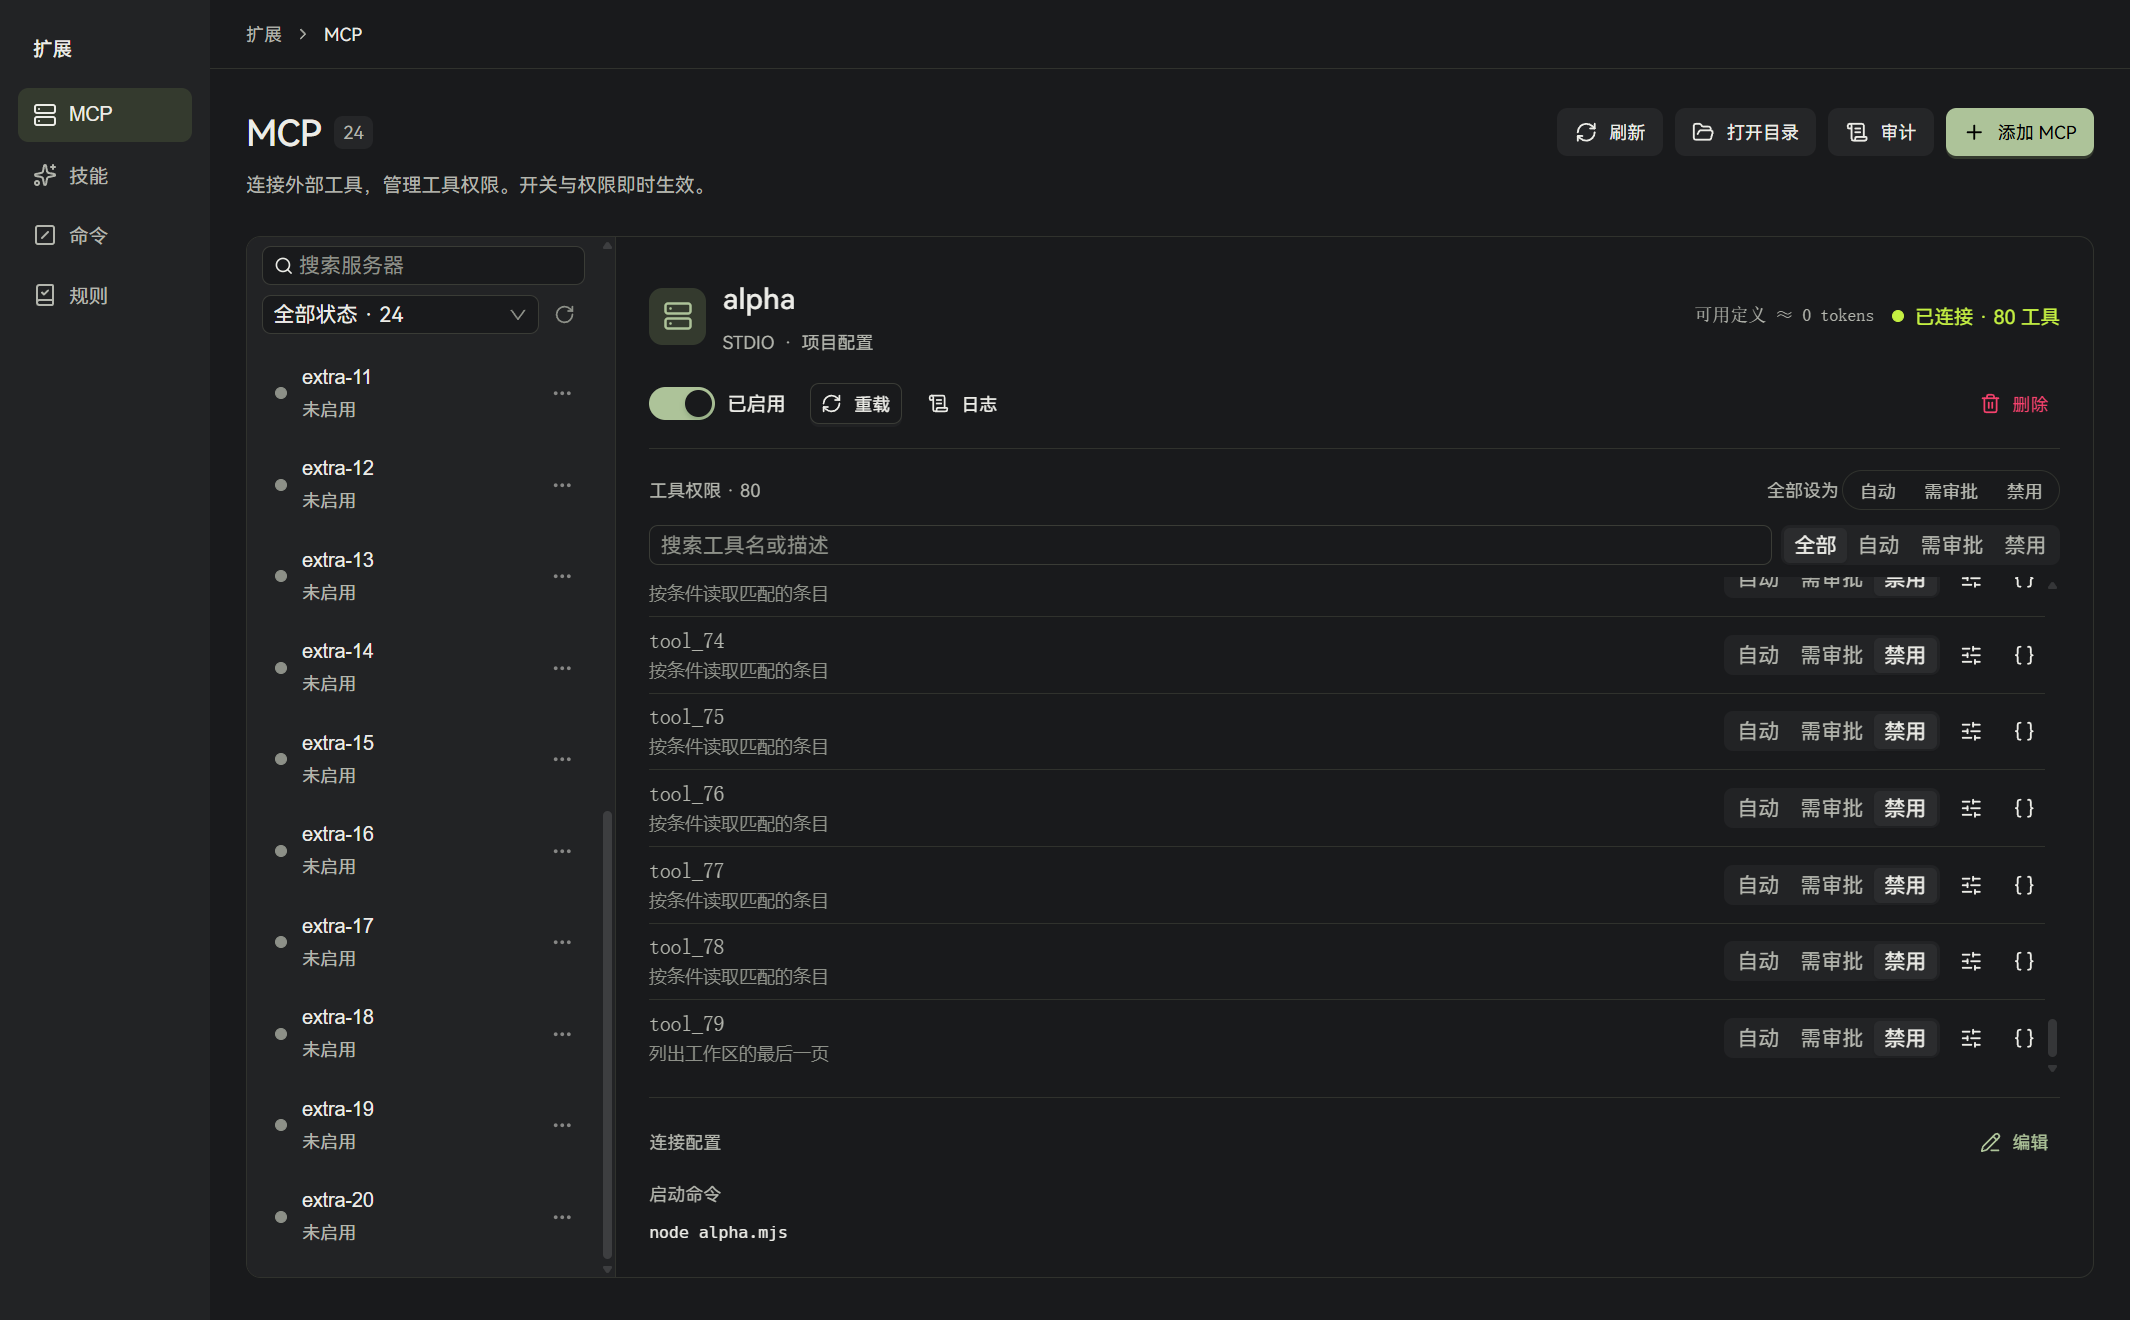 扩展
MCP
技能
命令
规则
扩展 > MCP
MCP 24
连接外部工具，管理工具权限。开关与权限即时生效。
刷新
打开目录
审计
添加 MCP
搜索服务器
全部状态 · 24
extra-11
未启用
extra-12
未启用
extra-13
未启用
extra-14
未启用
extra-15
未启用
extra-16
未启用
extra-17
未启用
extra-18
未启用
extra-19
未启用
extra-20
未启用
alpha
STDIO · 项目配置
可用定义 ≈ 0 tokens
已连接 · 80 工具
已启用
重载
日志
删除
工具权限 · 80
全部设为 自动 需审批 禁用
搜索工具名或描述
全部 自动 需审批 禁用
自动 需审批 禁用 {}
按条件读取匹配的条目
tool_74
按条件读取匹配的条目
自动 需审批 禁用 {}
tool_75
按条件读取匹配的条目
自动 需审批 禁用 {}
tool_76
按条件读取匹配的条目
自动 需审批 禁用 {}
tool_77
按条件读取匹配的条目
自动 需审批 禁用 {}
tool_78
按条件读取匹配的条目
自动 需审批 禁用 {}
tool_79
列出工作区的最后一页
自动 需审批 禁用 {}
连接配置
编辑
启动命令
node alpha.mjs